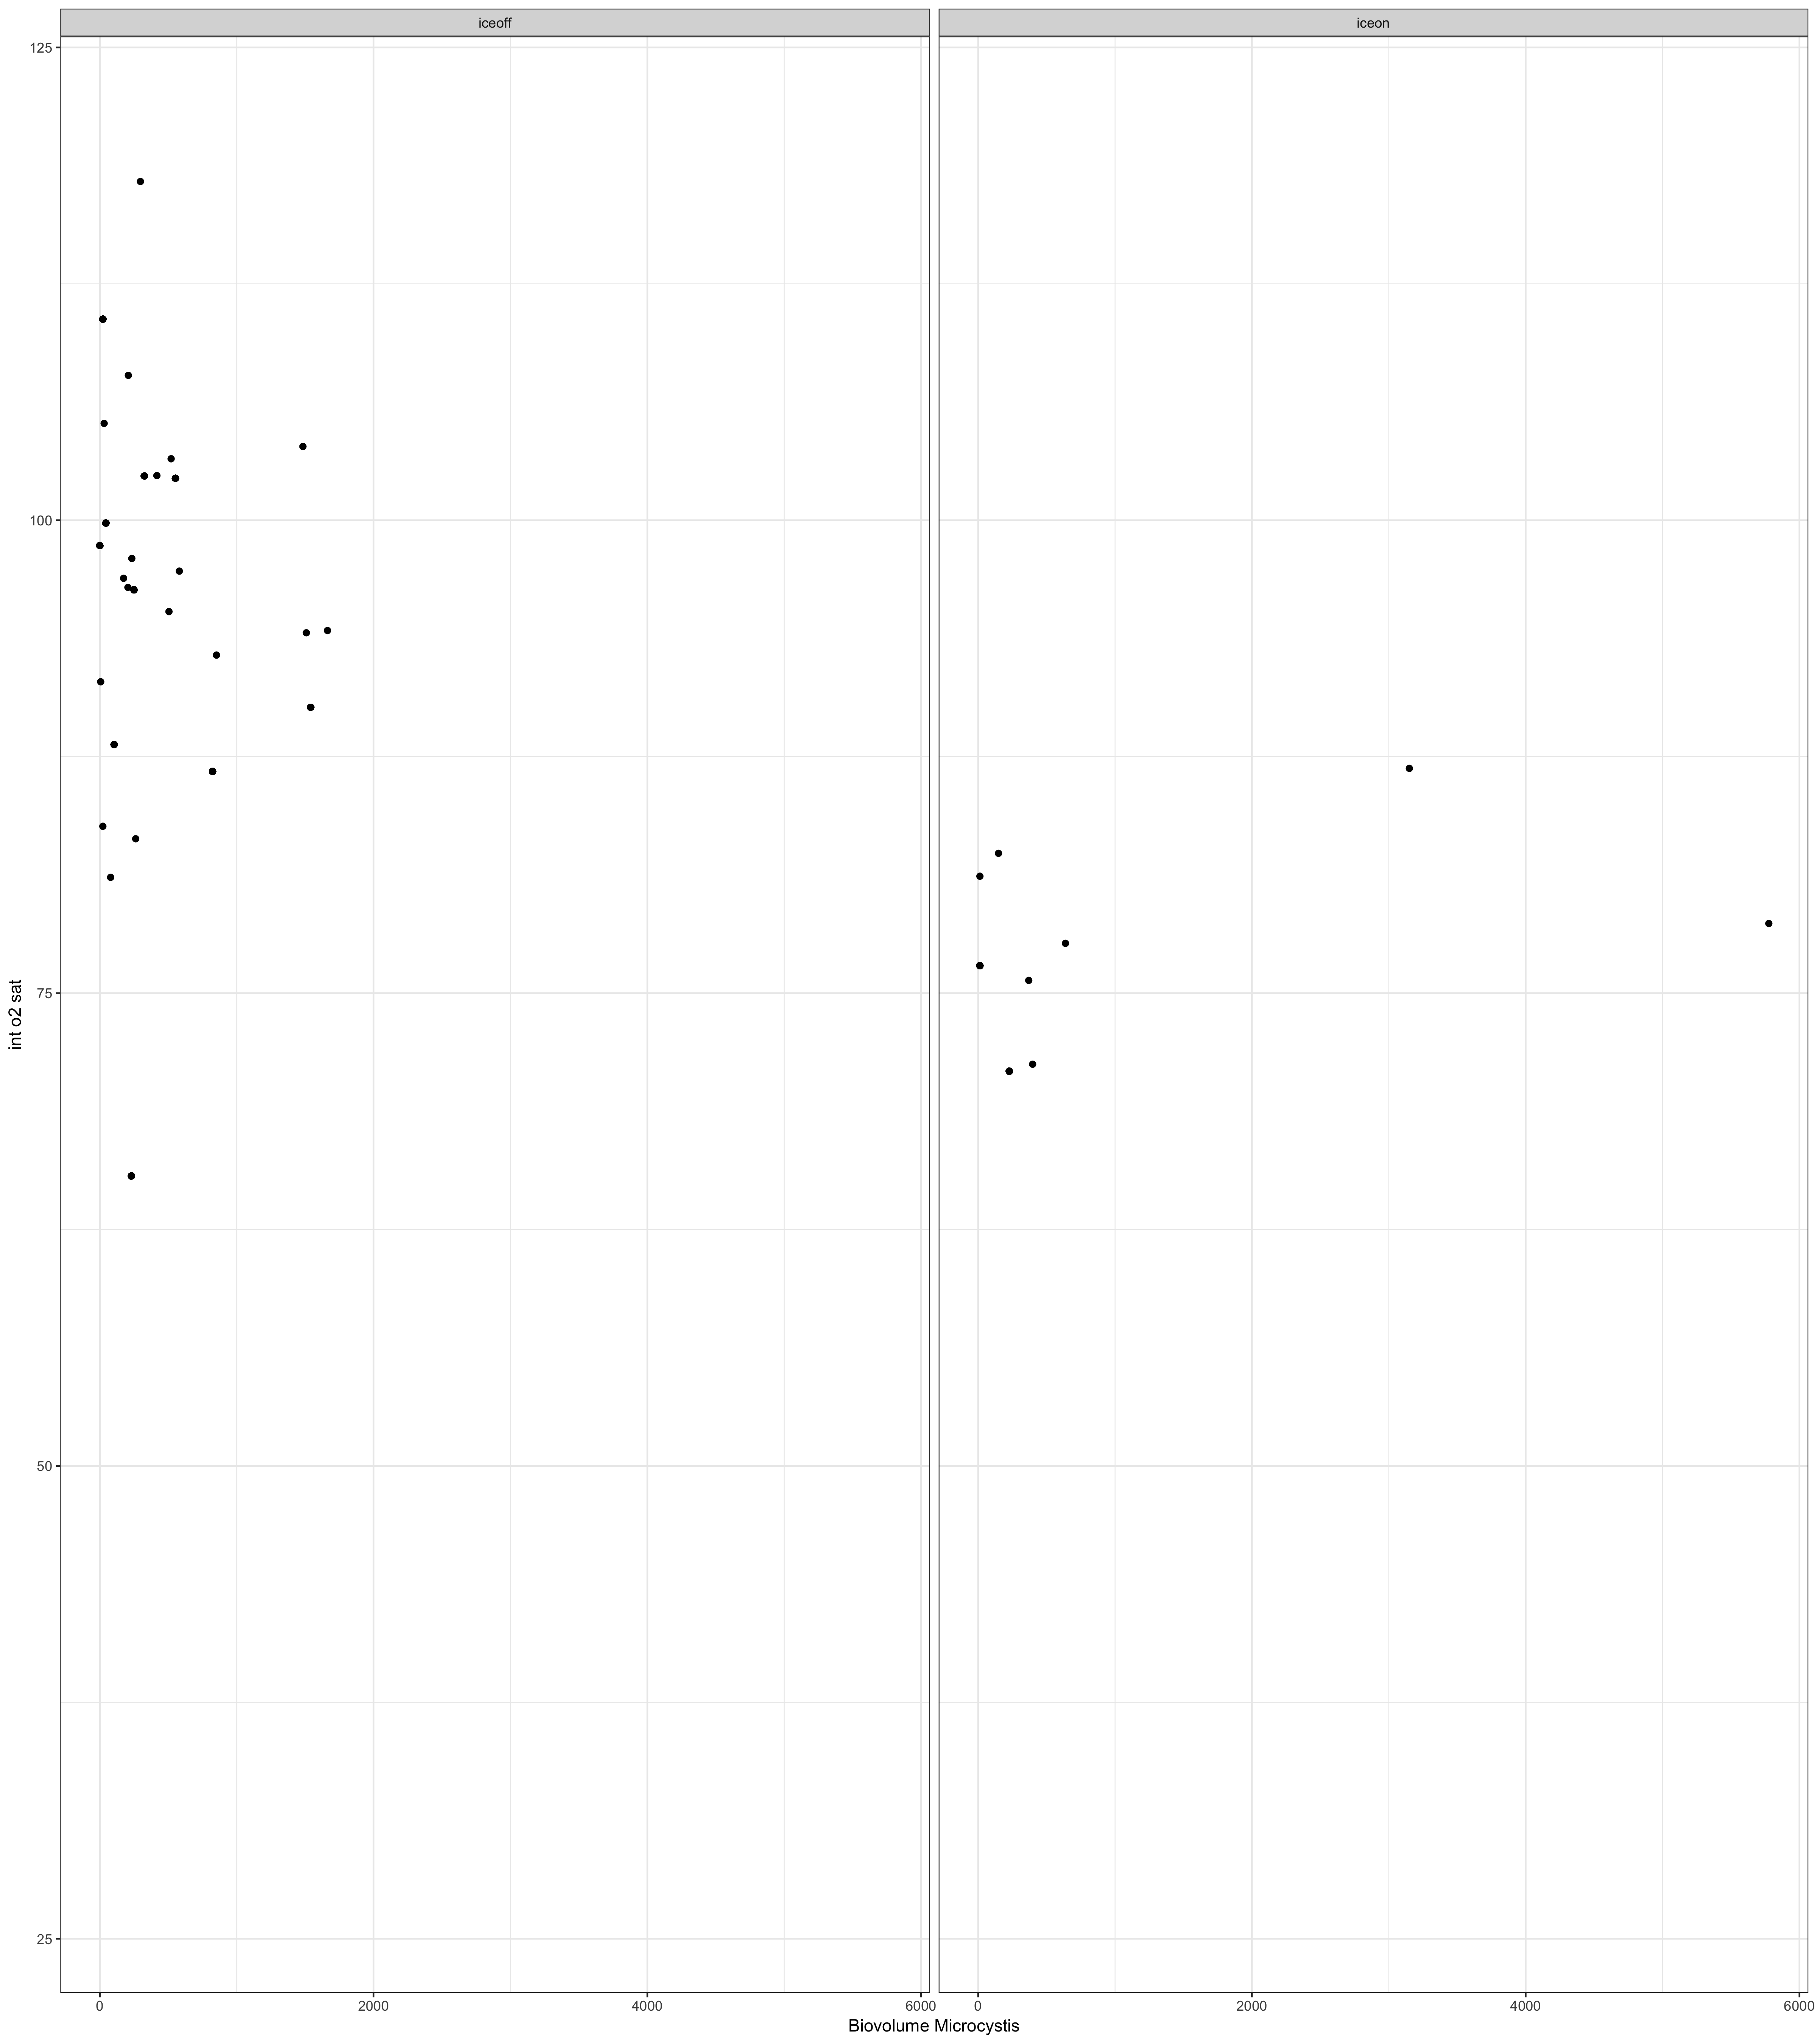 iceoff iceon
125
100
75
50
25
int o2 sat
0 2000 4000 6000 0 2000 4000 6000
Biovolume Microcystis